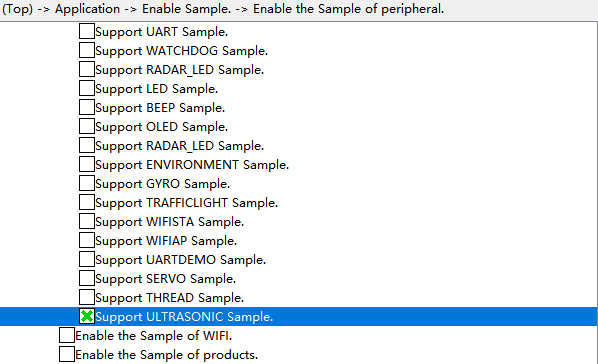 (Top) -> Application -> Enable Sample. -> Enable the Sample of peripheral.
Support UART Sample.
Support WATCHDOG Sample.
Support RADAR_LED Sample.
Support LED Sample.
Support BEEP Sample.
Support OLED Sample.
Support RADAR_LED Sample.
Support ENVIRONMENT Sample.
Support GYRO Sample.
Support TRAFFICLIGHT Sample.
Support WIFISTA Sample.
Support WIFIAP Sample.
Support UARTDEMO Sample.
Support SERVO Sample.
Support THREAD Sample.
Support ULTRASONIC Sample.
Enable the Sample of WIFI.
Enable the Sample of products.